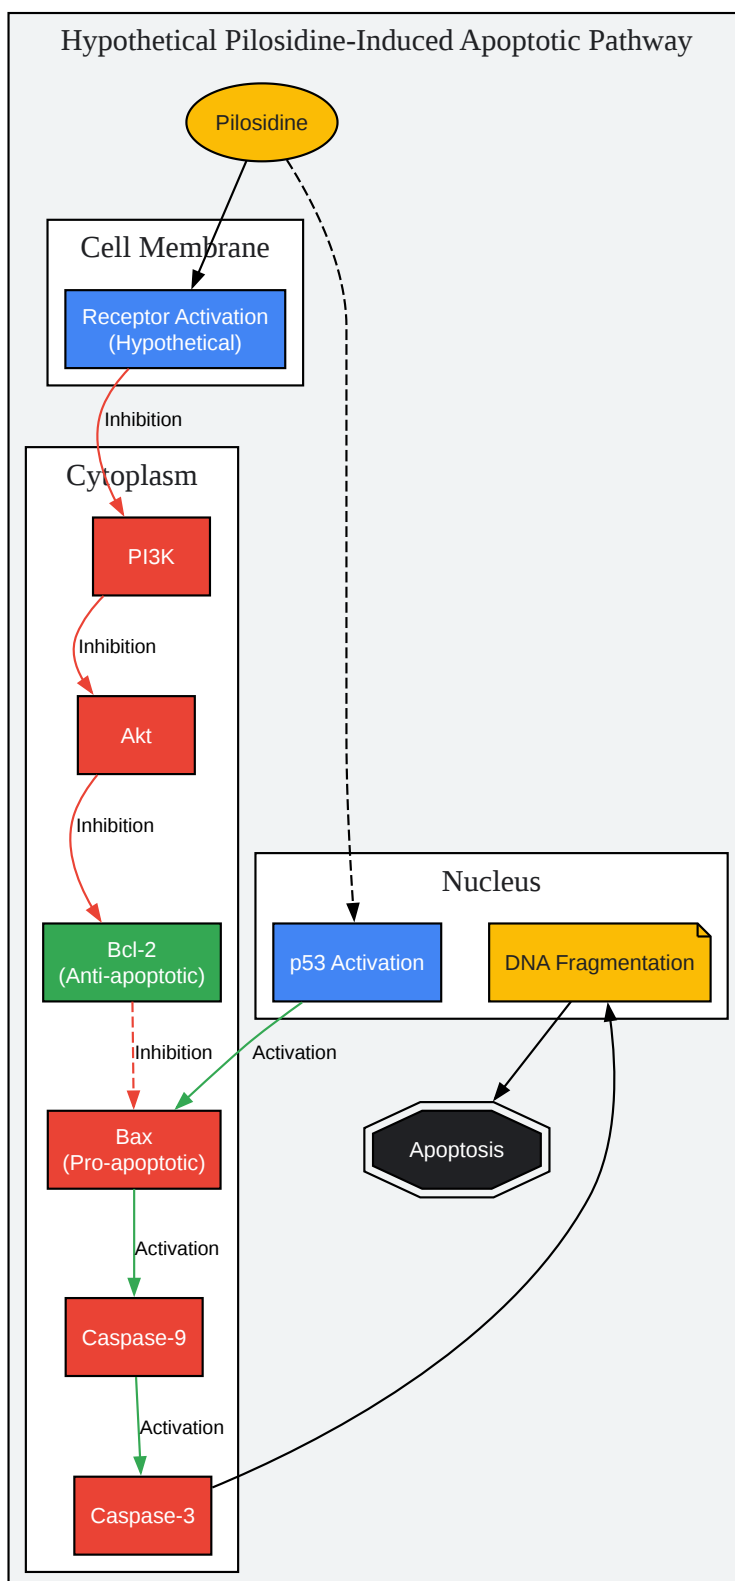 Hypothetical Pilosidine-Induced Apoptotic Pathway
Pilosidine
Cell Membrane
Receptor Activation
(Hypothetical)
Inhibition
Cytoplasm
PI3K
Inhibition
Akt
Inhibition
Nucleus
Bcl-2
(Anti-apoptotic)
p53 Activation
DNA Fragmentation
Inhibition
Activation
Bax
(Pro-apoptotic)
Apoptosis
Activation
Caspase-9
Activation
Caspase-3